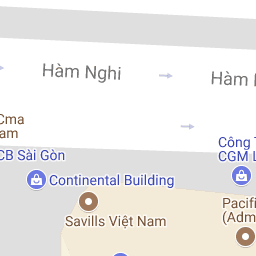 Hàm Nghi
Hàm
Cma
am
CB Sài Gòn
Công T
CGM L
Continental Building
Savills Việt Nam
Pacifi
(Adm